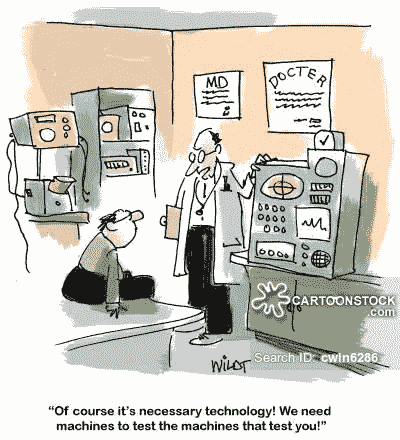 MD
DOCTER
CARTOONSTOCK
.com
Search ID: cwln6286
WILDT
“Of course it’s necessary technology! We need
machines to test the machines that test you!”